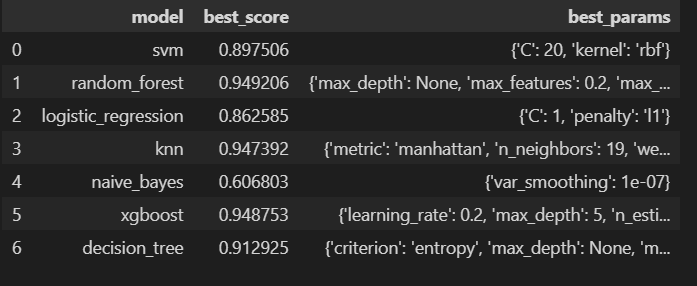 model best_score best_params
0 svm 0.897506 {'C': 20, 'kernel': 'rbf'}
1 random_forest 0.949206 {'max_depth': None, 'max_features': 0.2, 'max_...
2 logistic_regression 0.862585 {'C': 1, 'penalty': 'l1'}
3 knn 0.947392 {'metric': 'manhattan', 'n_neighbors': 19, 'we...
4 naive_bayes 0.606803 {'var_smoothing': 1e-07}
5 xgboost 0.948753 {'learning_rate': 0.2, 'max_depth': 5, 'n_esti...
6 decision_tree 0.912925 {'criterion': 'entropy', 'max_depth': None, 'm...